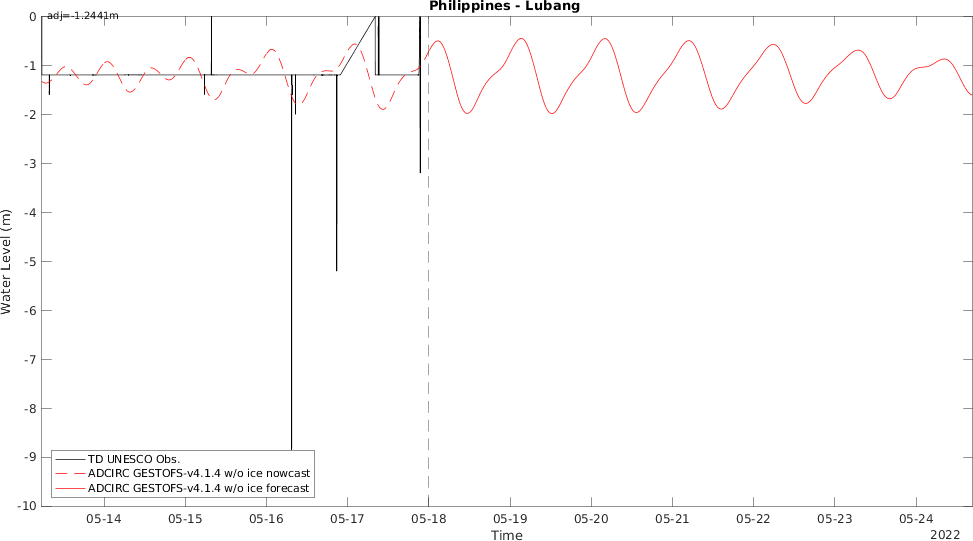 Philippines - Lubang
adj=-1.2441m
0
-1
-2
-3
-4
-5
-6
-7
-8
-9
-10
Water Level (m)
TD UNESCO Obs.
ADCIRC GESTOFS-v4.1.4 w/o ice nowcast
ADCIRC GESTOFS-v4.1.4 w/o ice forecast
05-14 05-15 05-16 05-17 05-18 05-19 05-20 05-21 05-22 05-23 05-24
Time
2022